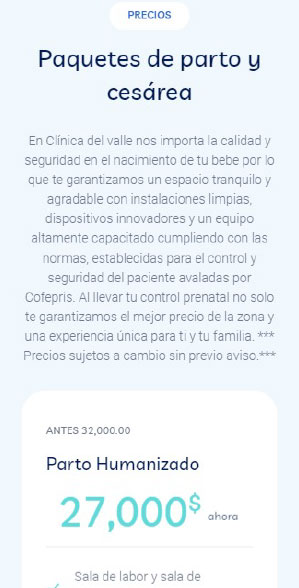 PRECIOS
Paquetes de parto y
cesárea
En Clínica del valle nos importa la calidad y
seguridad en el nacimiento de tu bebe por lo
que te garantizamos un espacio tranquilo y
agradable con instalaciones limpias,
dispositivos innovadores y un equipo
altamente capacitado cumpliendo con las
normas, establecidas para el control y
seguridad del paciente avaladas por
Cofepris. Al llevar tu control prenatal no solo
te garantizamos el mejor precio de la zona y
una experiencia única para ti y tu familia. ***
Precios sujetos a cambio sin previo aviso.***
ANTES 32,000.00
Parto Humanizado
27,000$ ahora
Sala de labor y sala de